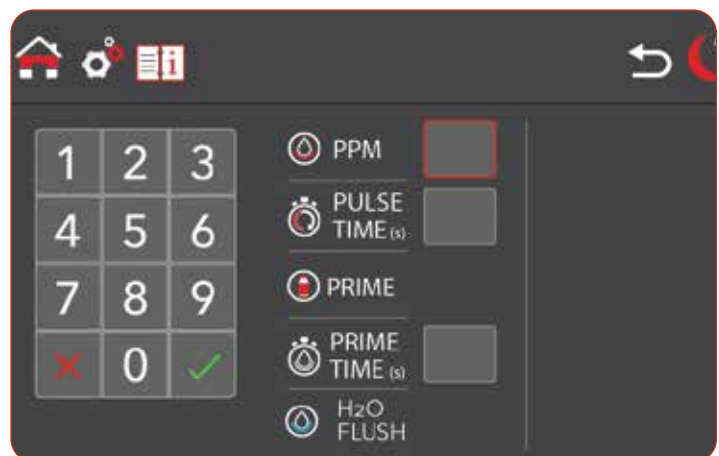 i
1 2 3
4 5 6
7 8 9
0
PPM
PULSE
TIME (s)
PRIME
PRIME
TIME (s)
H2O
FLUSH